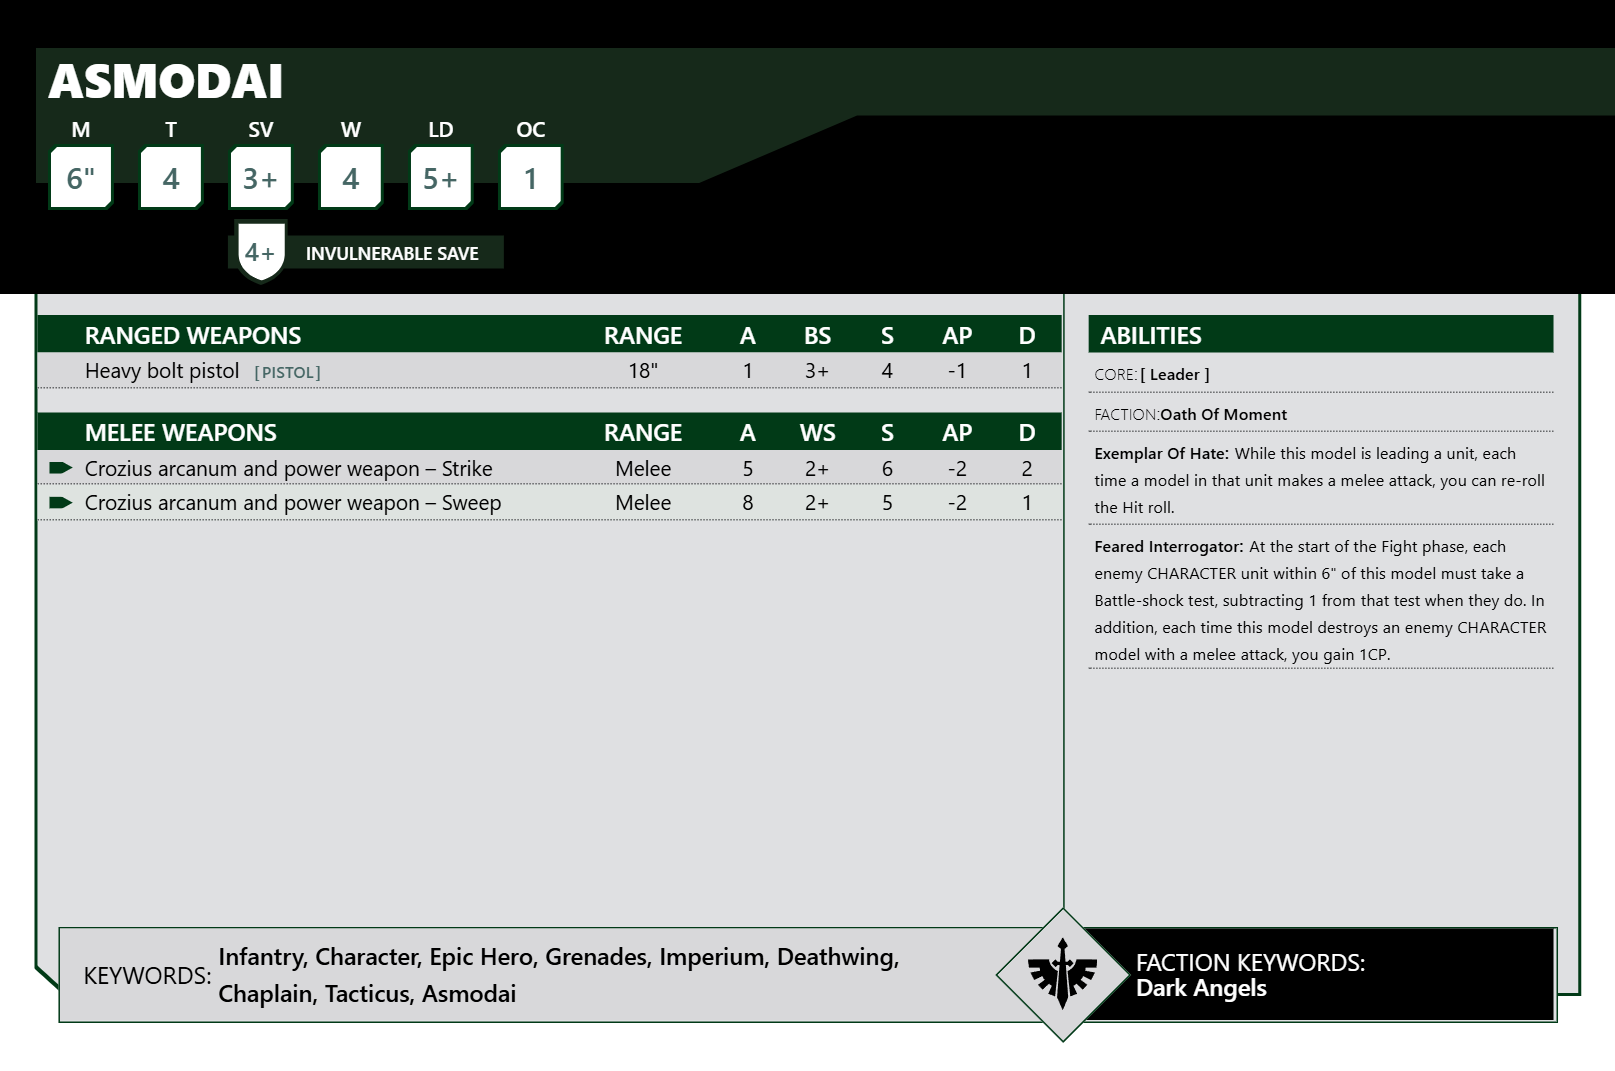 ASMODAI
M T SV W LD OC
6" 4 3+ 4 5+ 1
4+ INVULNERABLE SAVE
RANGED WEAPONS RANGE A BS S AP D
Heavy bolt pistol [PISTOL] 18" 1 3+ 4 -1 1
MELEE WEAPONS RANGE A WS S AP D
Crozius arcanum and power weapon – Strike Melee 5 2+ 6 -2 2
Crozius arcanum and power weapon – Sweep Melee 8 2+ 5 -2 1
ABILITIES
CORE: [ Leader ]
FACTION:Oath Of Moment
Exemplar Of Hate: While this model is leading a unit, each
time a model in that unit makes a melee attack, you can re-roll
the Hit roll.
Feared Interrogator: At the start of the Fight phase, each
enemy CHARACTER unit within 6" of this model must take a
Battle-shock test, subtracting 1 from that test when they do. In
addition, each time this model destroys an enemy CHARACTER
model with a melee attack, you gain 1CP.
KEYWORDS: Infantry, Character, Epic Hero, Grenades, Imperium, Deathwing,
Chaplain, Tacticus, Asmodai
FACTION KEYWORDS:
Dark Angels